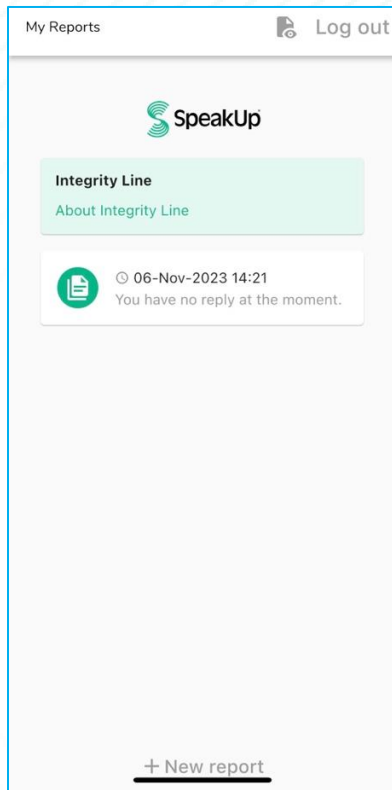 My Reports
Log out
SpeakUp
Integrity Line
About Integrity Line
06-Nov-2023 14:21
You have no reply at the moment.
+ New report